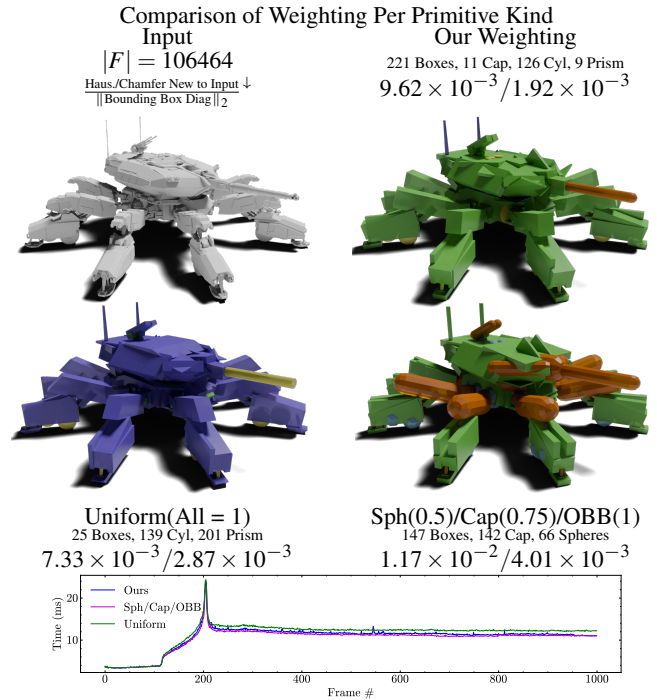 Comparison of Weighting Per Primitive Kind
Input
|F| = 106464
Haus./Chamfer New to Input ↓
‖Bounding Box Diag‖₂
Our Weighting
221 Boxes, 11 Cap, 126 Cyl, 9 Prism
9.62 × 10⁻³/1.92 × 10⁻³
Uniform(All = 1)
25 Boxes, 139 Cyl, 201 Prism
7.33 × 10⁻³/2.87 × 10⁻³
Sph(0.5)/Cap(0.75)/OBB(1)
147 Boxes, 142 Cap, 66 Spheres
1.17 × 10⁻²/4.01 × 10⁻³
Time (ms)
20
10
Ours
Sph/Cap/OBB
Uniform
0 200 400 600 800 1000
Frame #